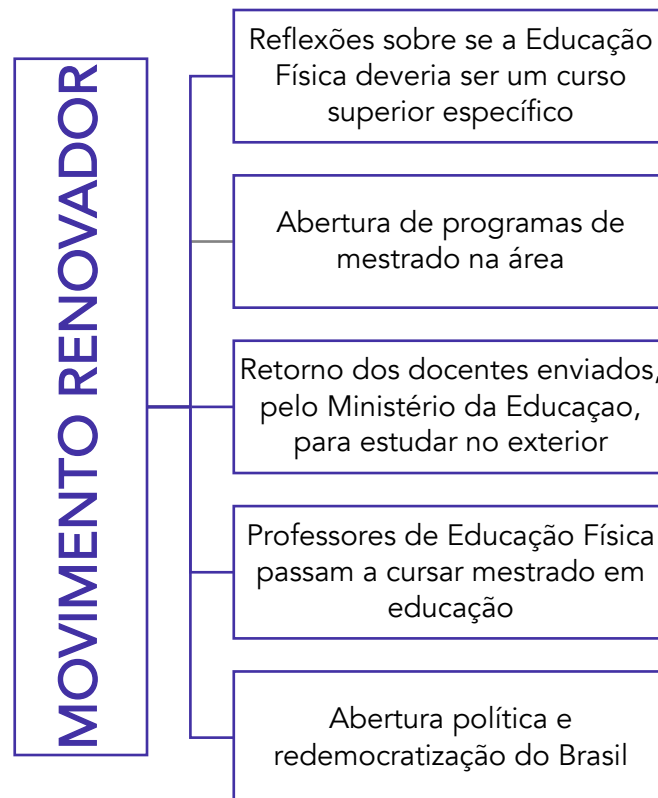 MOVIMENTO RENOVADOR
Reflexões sobre se a Educação
Física deveria ser um curso
superior específico
Abertura de programas de
mestrado na área
Retorno dos docentes enviados,
pelo Ministério da Educaçao,
para estudar no exterior
Professores de Educação Física
passam a cursar mestrado em
educação
Abertura política e
redemocratização do Brasil